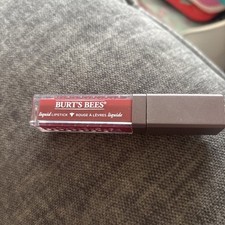 BURT'S BEES®
liquid LIPSTICK ROUGE À LÈVRES liquide